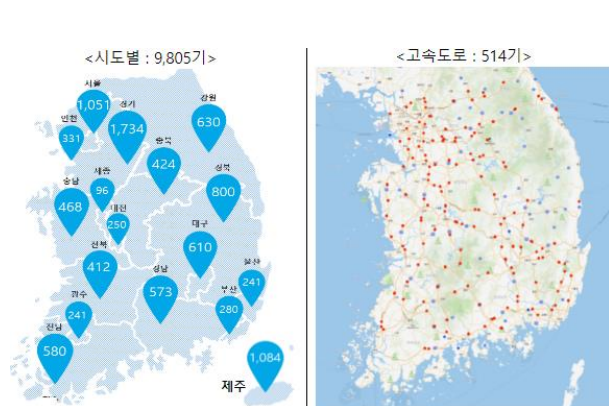 <시도별 : 9,805기>
<고속도로 : 514기>
서울
1,051
경기
1,734
인천
331
강원
630
충북
424
세종
96
경북
800
충남
468
대전
250
대구
610
전북
412
경남
573
울산
241
부산
280
광주
241
전남
580
제주
1,084